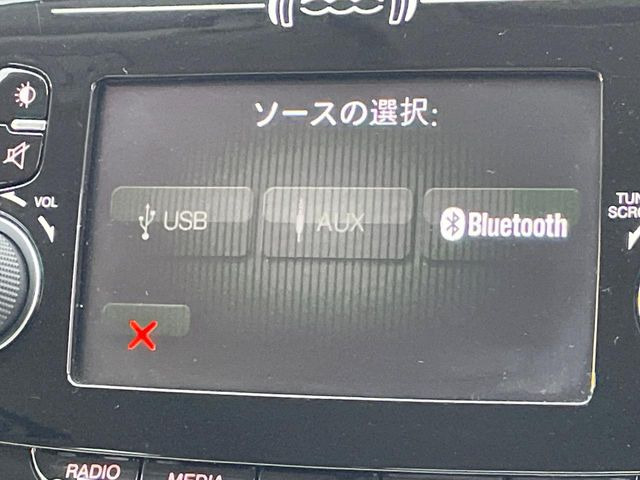 ソースの選択:
VOL
TUN
SCRO
USB
AUX
Bluetooth
RADIO
MEDIA